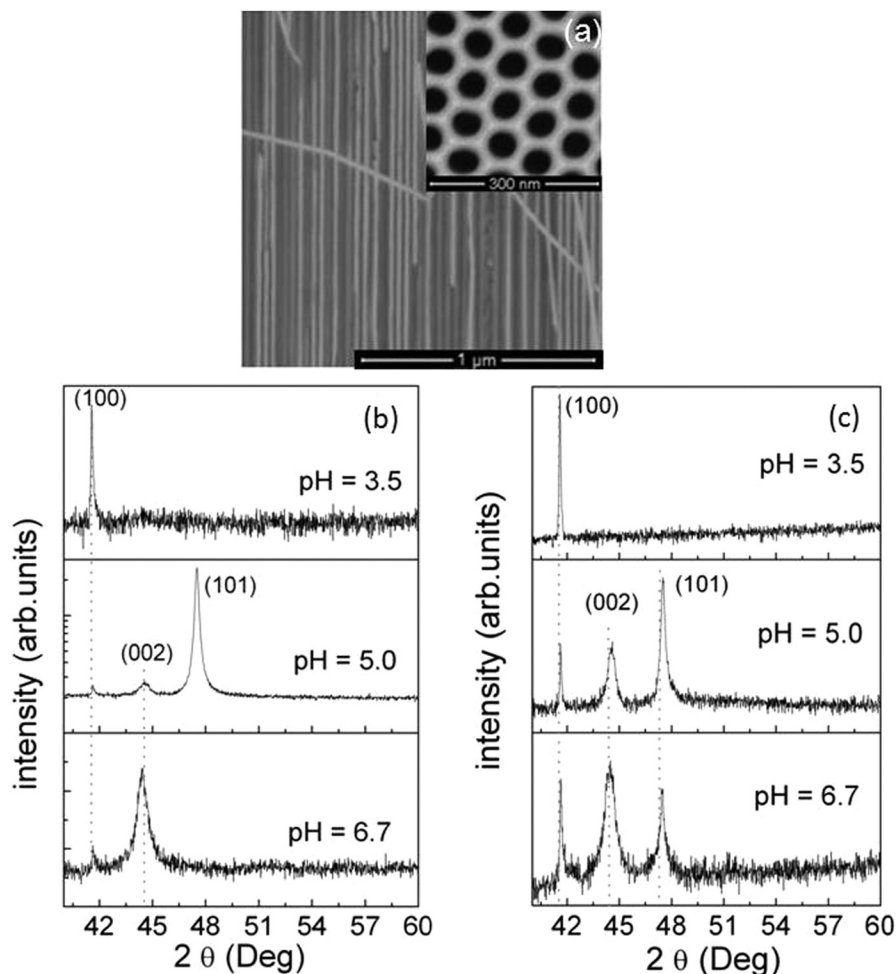 (a)
300 nm
1 μm
intensity (arb.units)
(b)
(100)
pH = 3.5
(101)
(002)
pH = 5.0
pH = 6.7
42 45 48 51 54 57 60
2 θ (Deg)
intensity (arb.units)
(c)
(100)
pH = 3.5
(101)
(002)
pH = 5.0
pH = 6.7
42 45 48 51 54 57 60
2 θ (Deg)